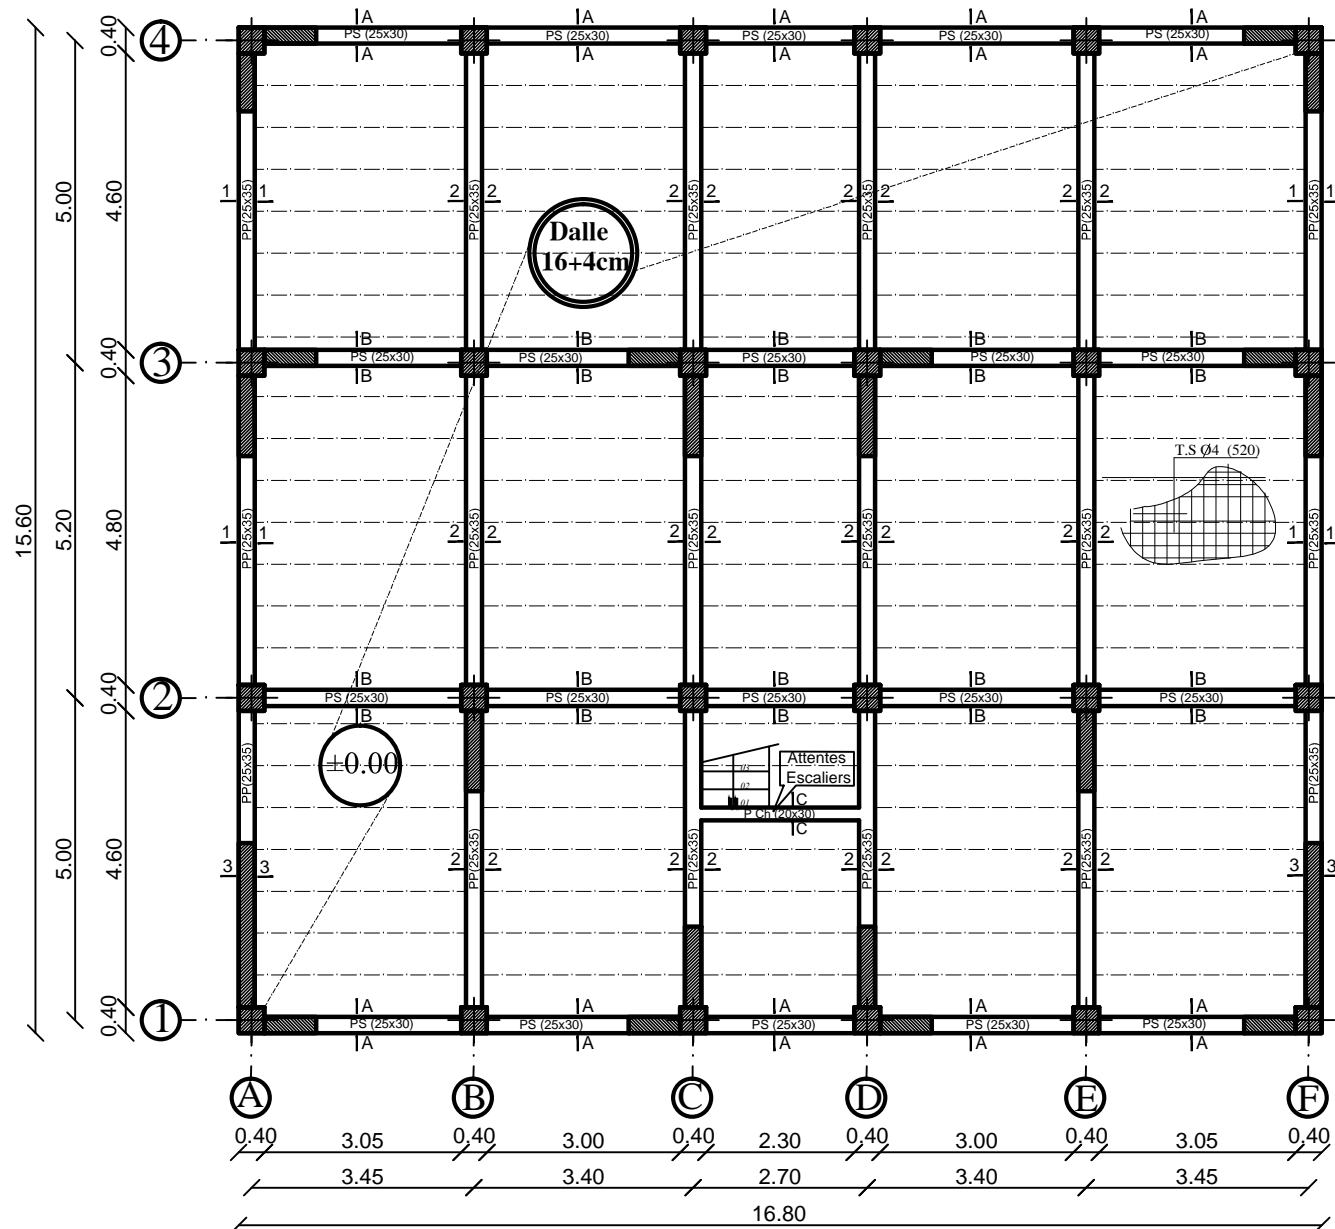 A A A A A
0.40 4 PS (25x30) PS (25x30) PS (25x30) PS (25x30) PS (25x30)
A A A A A
5.00 4.60 1 1 2 2 2 2 2 2 2 2 1 1
PP(25x35) PP(25x35) PP(25x35) PP(25x35) PP(25x35) PP(25x35)
Dalle
16+4cm
B B B B B
0.40 3 PS (25x30) PS (25x30) PS (25x30) PS (25x30) PS (25x30)
B B B B B
T.S Ø4 (520)
15.60 5.20 4.80 1 1 2 2 2 2 2 2 2 2 1 1
PP(25x35) PP(25x35) PP(25x35) PP(25x35) PP(25x35) PP(25x35)
B B B B B
0.40 2 PS (25x30) PS (25x30) PS (25x30) PS (25x30) PS (25x30)
B B B B B
±0.00
Attentes
Escaliers
03
02
01
C
P Ch (20x30)
C
PP(25x35) PP(25x35) PP(25x35) PP(25x35) PP(25x35) PP(25x35)
5.00 4.60 3 3 2 2 2 2 2 2 2 2 3 3
A A A A A
0.40 1 PS (25x30) PS (25x30) PS (25x30) PS (25x30) PS (25x30)
A A A A A
A B C D E F
0.40 3.05 0.40 3.00 0.40 2.30 0.40 3.00 0.40 3.05 0.40
3.45 3.40 2.70 3.40 3.45
16.80